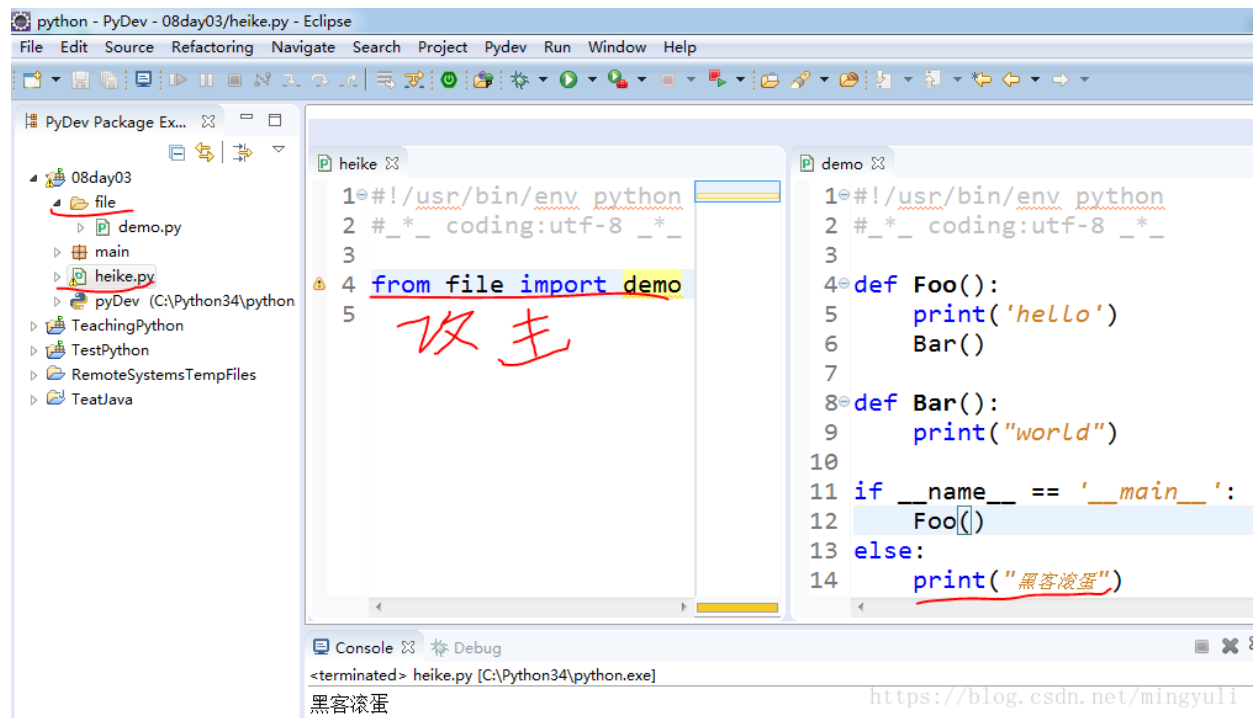 python - PyDev - 08day03/heike.py - Eclipse
File Edit Source Refactoring Navigate Search Project Pydev Run Window Help
PyDev Package Ex...
08day03
file
demo.py
main
heike.py
pyDev (C:\Python34\python
TeachingPython
TestPython
RemoteSystemsTempFiles
TeatJava
heike
1 #!/usr/bin/env python
2 #_*_ coding:utf-8 _*_
3
4 from file import demo
5
攻主
demo
1 #!/usr/bin/env python
2 #_*_ coding:utf-8 _*_
3
4 def Foo():
5 print('hello')
6 Bar()
7
8 def Bar():
9 print("world")
10
11 if __name__ == '__main__':
12 Foo()
13 else:
14 print("黑客滚蛋")
Console Debug
<terminated> heike.py [C:\Python34\python.exe]
黑客滚蛋
https://blog.csdn.net/mingyuli